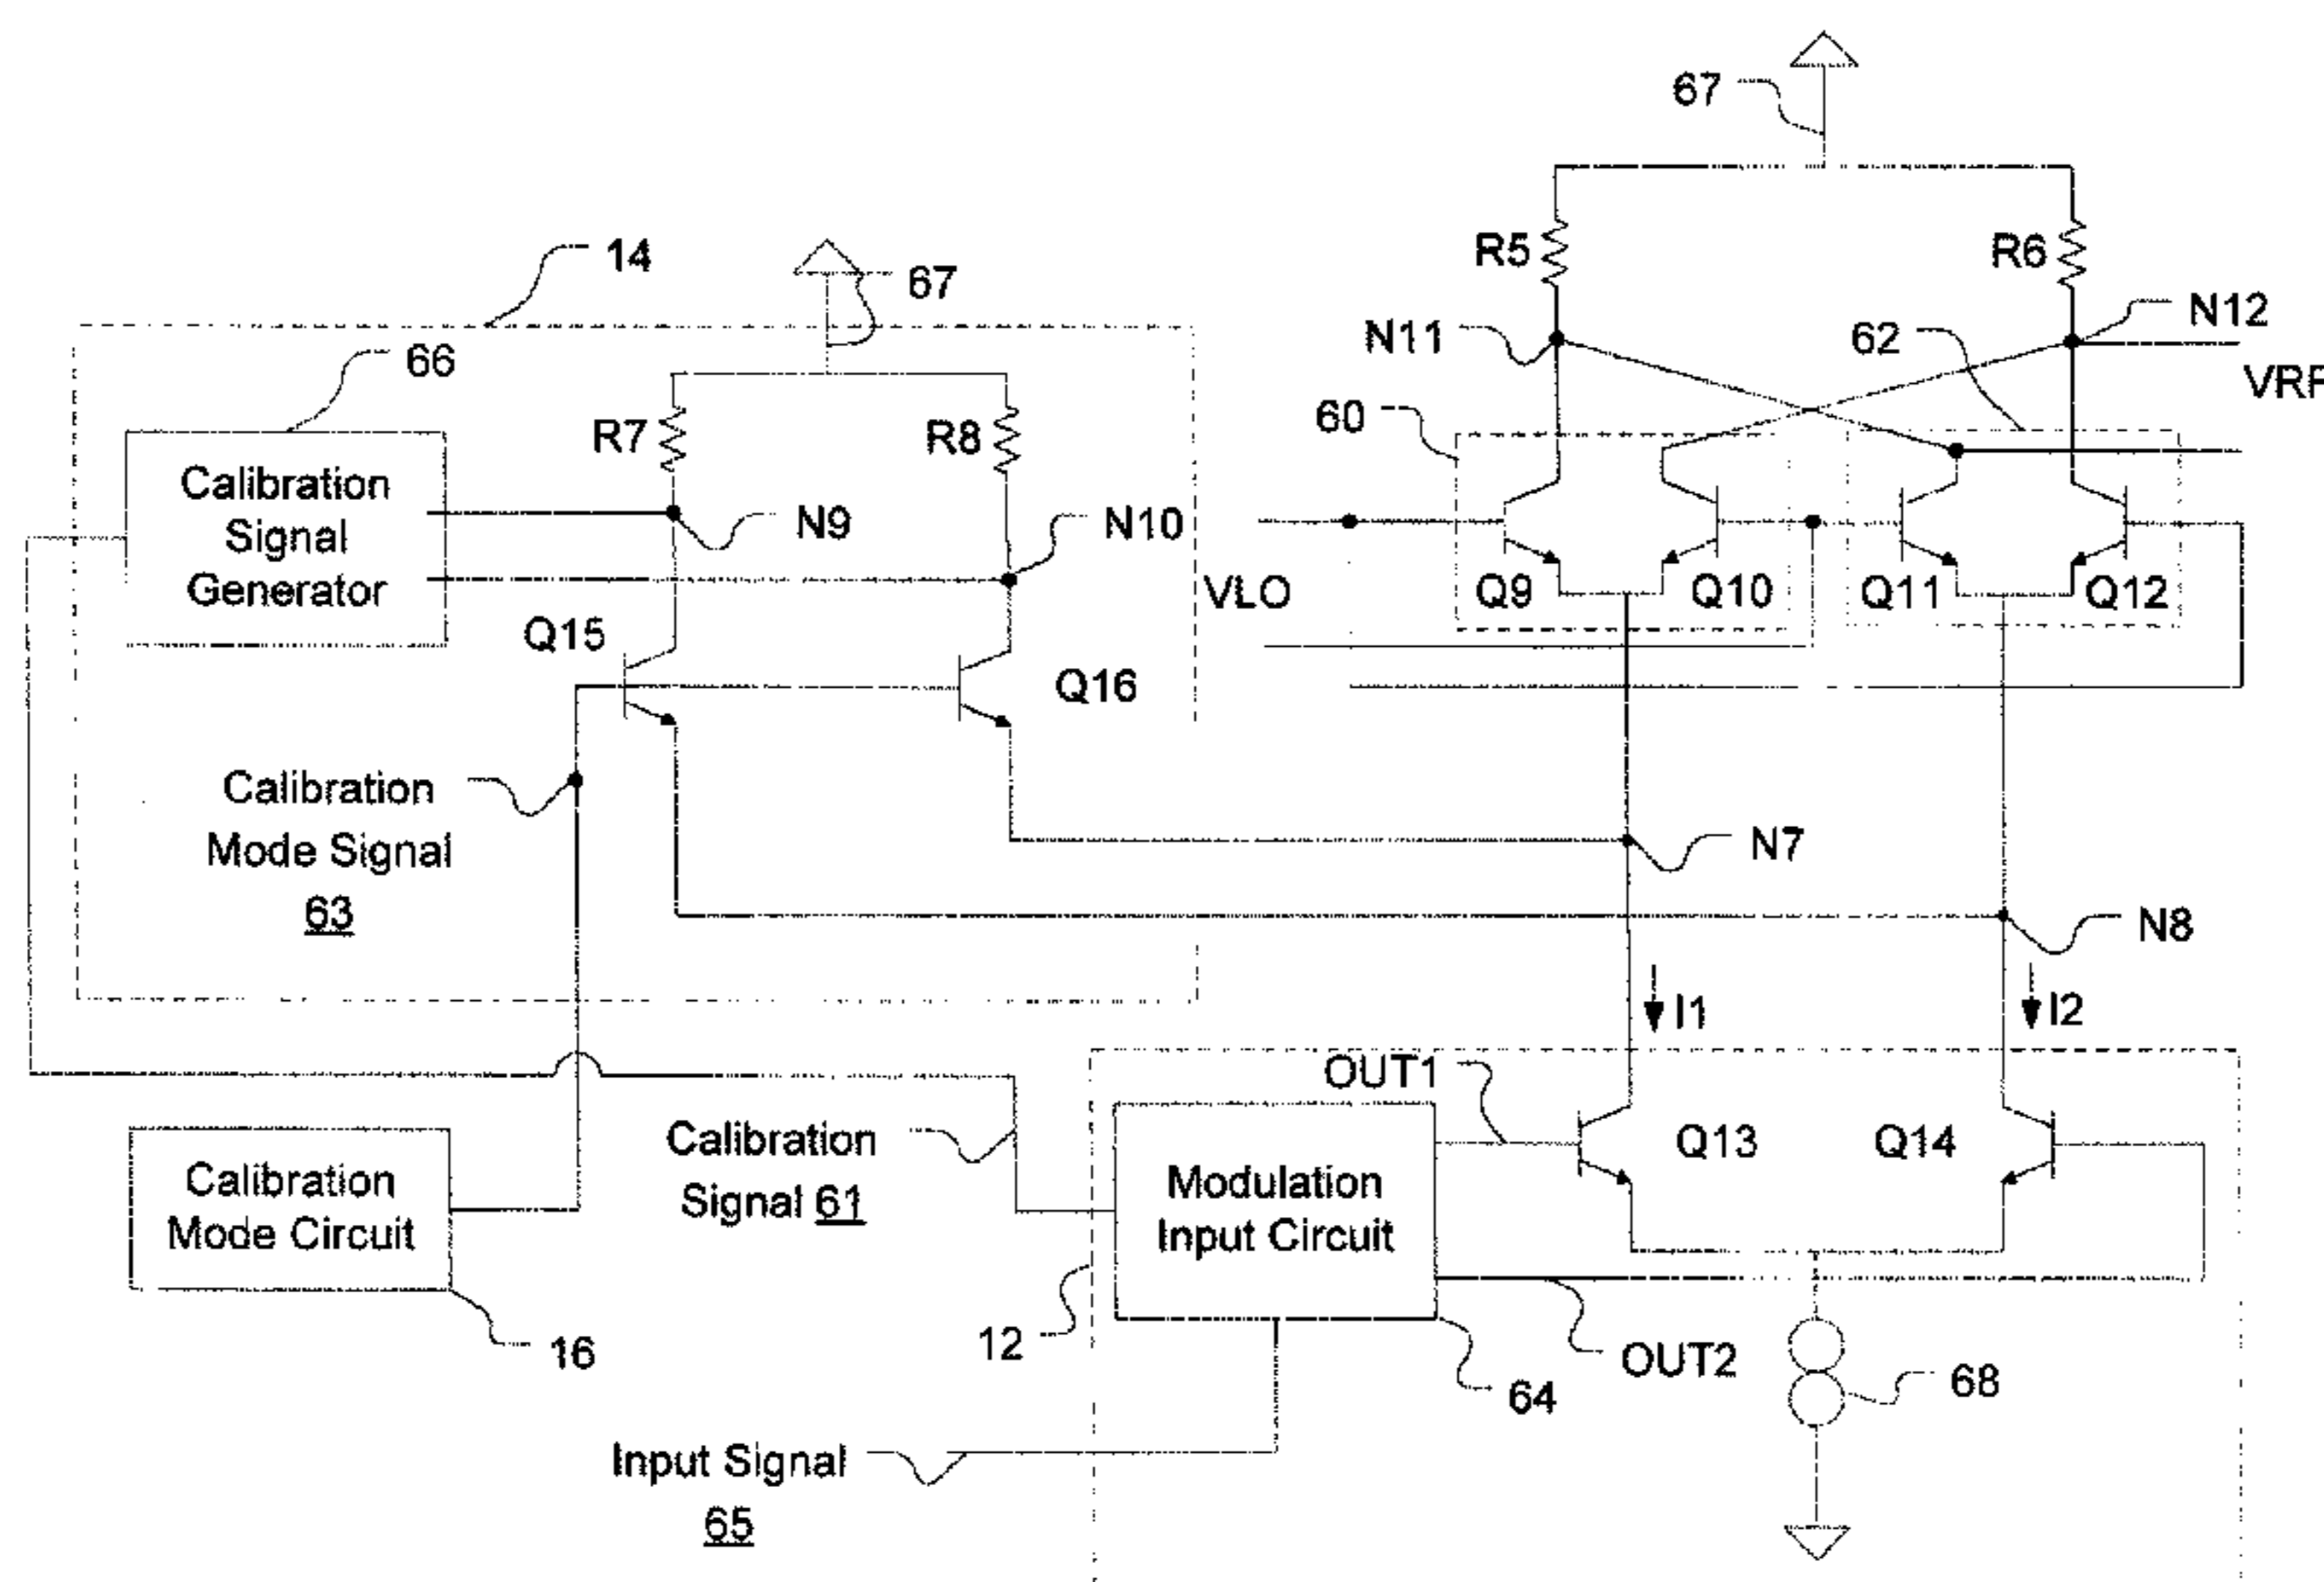 67
14
67
R5
R6
N11
N12
62
VRF
66
60
R7
R8
Calibration
Signal
Generator
N9
N10
VLO
Q9
Q10
Q11
Q12
Q15
Q16
Calibration
Mode Signal
63
N7
N8
I1
I2
OUT1
Calibration
Signal 61
Q13
Q14
Calibration
Mode Circuit
Modulation
Input Circuit
16
12
OUT2
64
68
Input Signal
65